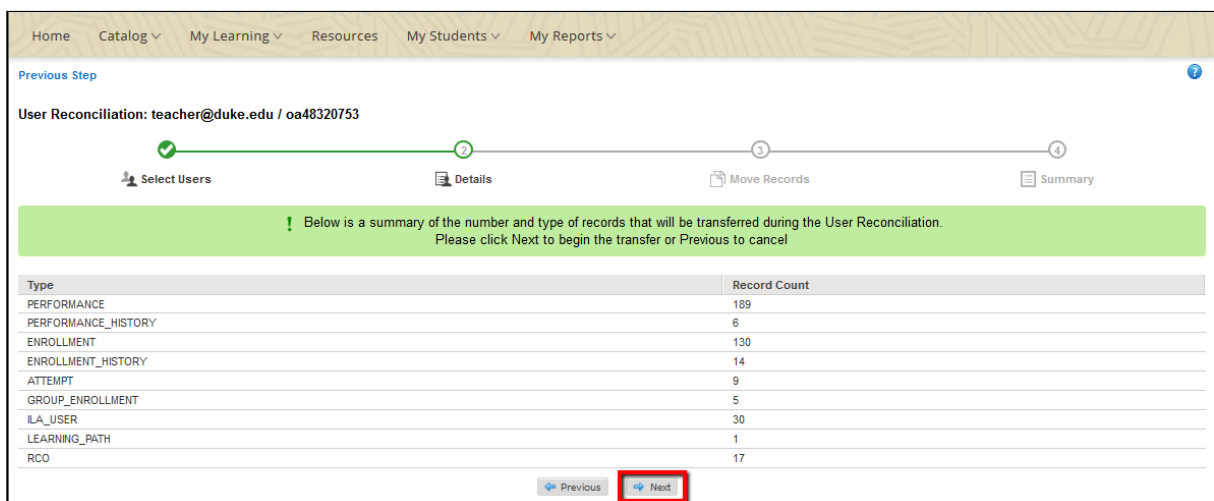 Home Catalog My Learning Resources My Students My Reports
Previous Step ?
User Reconciliation: teacher@duke.edu / oa48320753
2 3 4
Select Users Details Move Records Summary
! Below is a summary of the number and type of records that will be transferred during the User Reconciliation.
Please click Next to begin the transfer or Previous to cancel
Type Record Count
PERFORMANCE 189
PERFORMANCE_HISTORY 6
ENROLLMENT 130
ENROLLMENT_HISTORY 14
ATTEMPT 9
GROUP_ENROLLMENT 5
ILA_USER 30
LEARNING_PATH 1
RCO 17
Previous Next